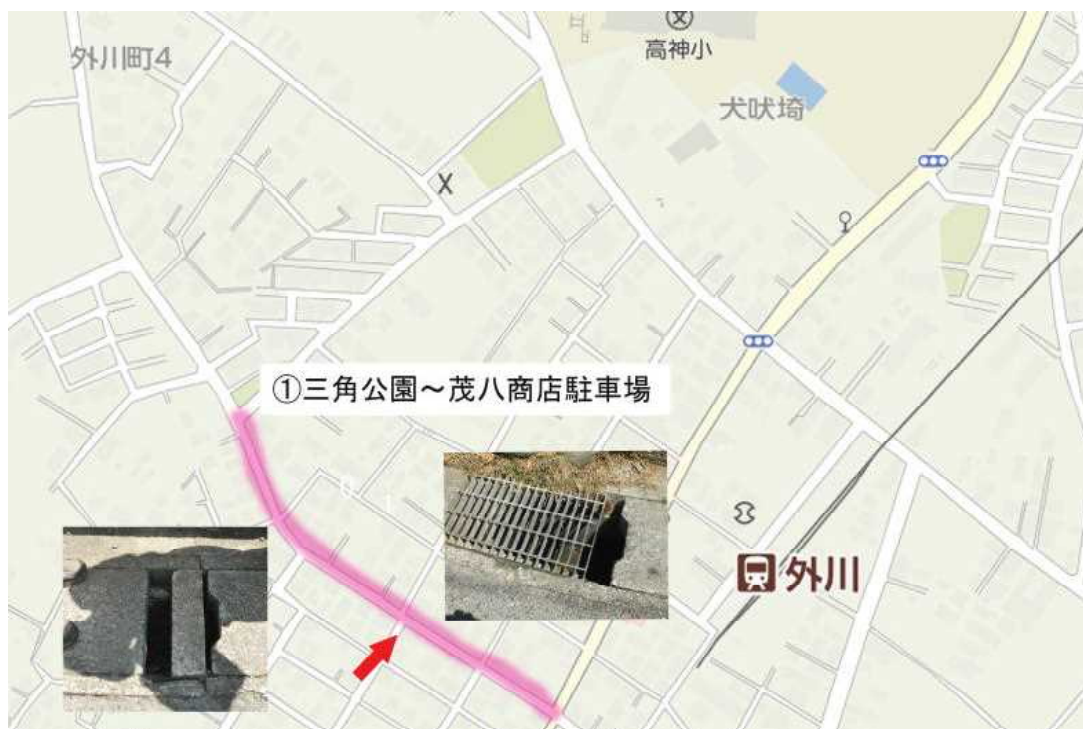 外川町4
高神小
犬吠埼
①三角公園～茂八商店駐車場
外川